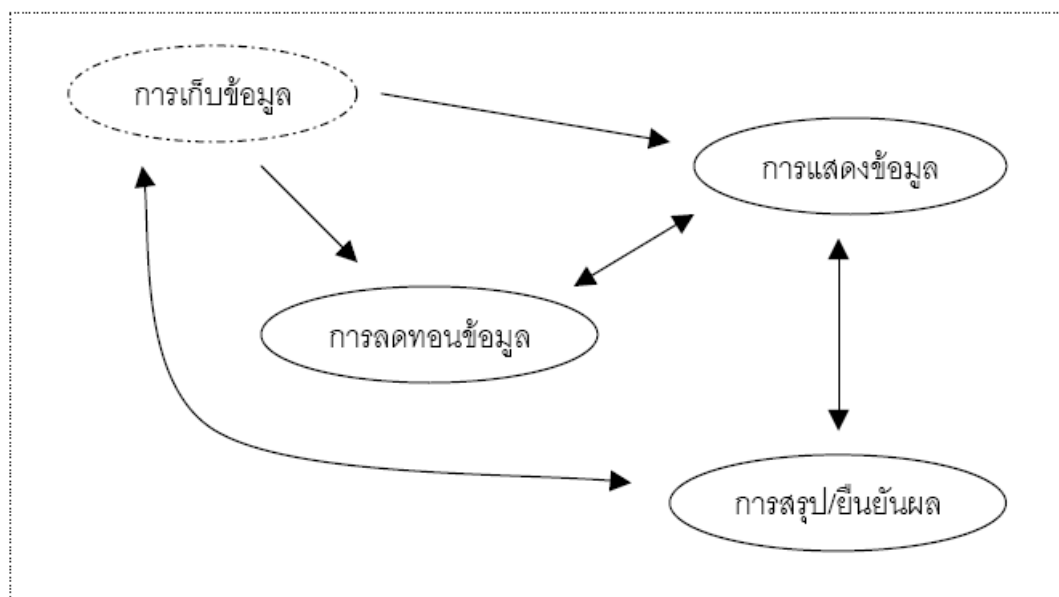 การเก็บข้อมูล
การแสดงข้อมูล
การลดทอนข้อมูล
การสรุป/ยืนยันผล